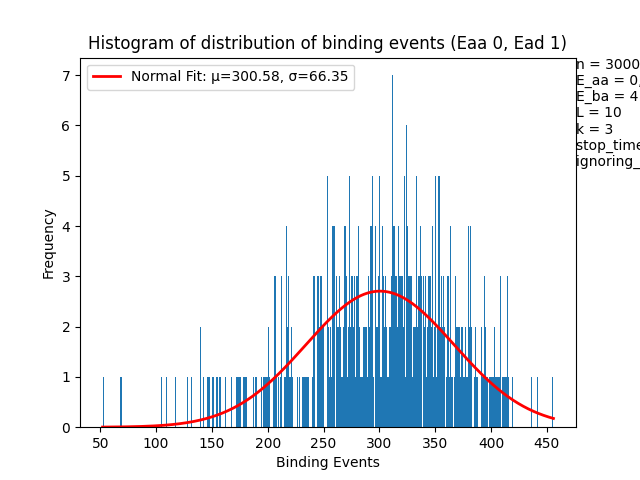 Histogram of distribution of binding events (Eaa 0, Ead 1)
Normal Fit: μ=300.58, σ=66.35
n = 3000
E_aa = 0,
E_ba = 4
L = 10
k = 3
stop_time
ignoring_
Frequency
7
6
5
4
3
2
1
0
50 100 150 200 250 300 350 400 450
Binding Events